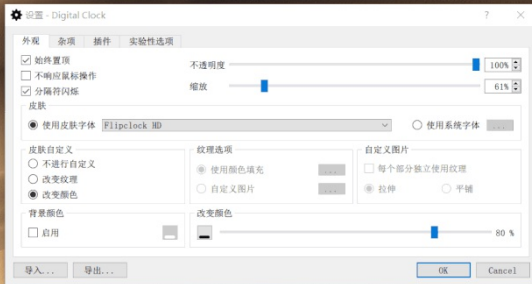 设置 - Digital Clock
外观 杂项 插件 实验性选项
始终置顶
不响应鼠标操作
分隔符闪烁
不透明度 100%
缩放 61%
皮肤
使用皮肤字体 Flipclock HD 使用系统字体 ...
皮肤自定义
不进行自定义
改变纹理
改变颜色
纹理选项
使用颜色填充 ...
自定义图片 ...
自定义图片
每个部分独立使用纹理
拉伸 平铺
背景颜色
启用
改变颜色
80 %
导入... 导出... OK Cancel